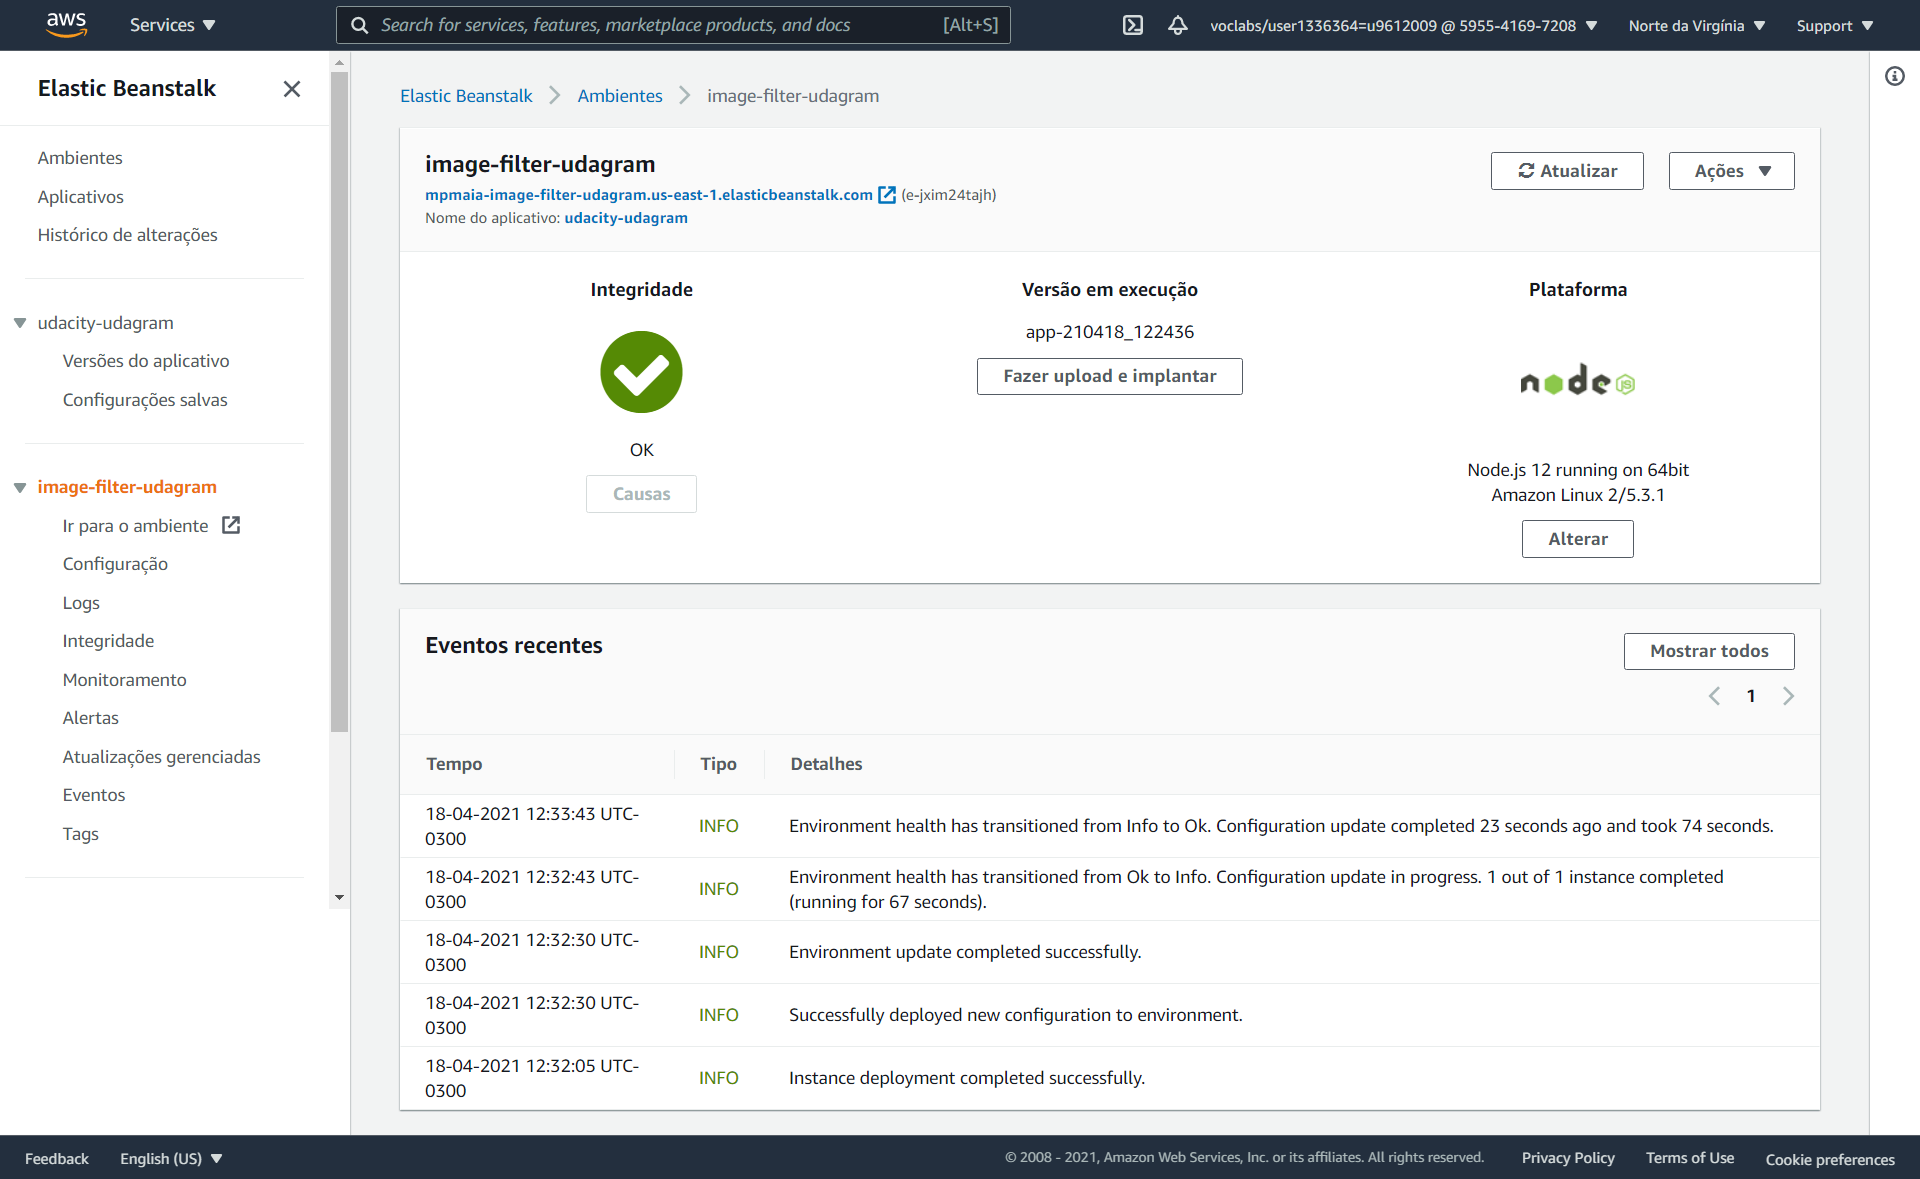 aws
Services
Search for services, features, marketplace products, and docs [Alt+S]
voclabs/user1336364=u9612009 @ 5955-4169-7208
Norte da Virgínia
Support
Elastic Beanstalk
Ambientes
Aplicativos
Histórico de alterações
udacity-udagram
Versões do aplicativo
Configurações salvas
image-filter-udagram
Ir para o ambiente
Configuração
Logs
Integridade
Monitoramento
Alertas
Atualizações gerenciadas
Eventos
Tags
Elastic Beanstalk > Ambientes > image-filter-udagram
image-filter-udagram
mpmaia-image-filter-udagram.us-east-1.elasticbeanstalk.com (e-jxim24tajh)
Nome do aplicativo: udacity-udagram
Atualizar
Ações
Integridade
OK
Causas
Versão em execução
app-210418_122436
Fazer upload e implantar
Plataforma
node JS
Node.js 12 running on 64bit
Amazon Linux 2/5.3.1
Alterar
Eventos recentes
Mostrar todos
1
Tempo Tipo Detalhes
18-04-2021 12:33:43 UTC-
0300
INFO
Environment health has transitioned from Info to Ok. Configuration update completed 23 seconds ago and took 74 seconds.
18-04-2021 12:32:43 UTC-
0300
INFO
Environment health has transitioned from Ok to Info. Configuration update in progress. 1 out of 1 instance completed
(running for 67 seconds).
18-04-2021 12:32:30 UTC-
0300
INFO
Environment update completed successfully.
18-04-2021 12:32:30 UTC-
0300
INFO
Successfully deployed new configuration to environment.
18-04-2021 12:32:05 UTC-
0300
INFO
Instance deployment completed successfully.
Feedback
English (US)
© 2008 - 2021, Amazon Web Services, Inc. or its affiliates. All rights reserved.
Privacy Policy
Terms of Use
Cookie preferences